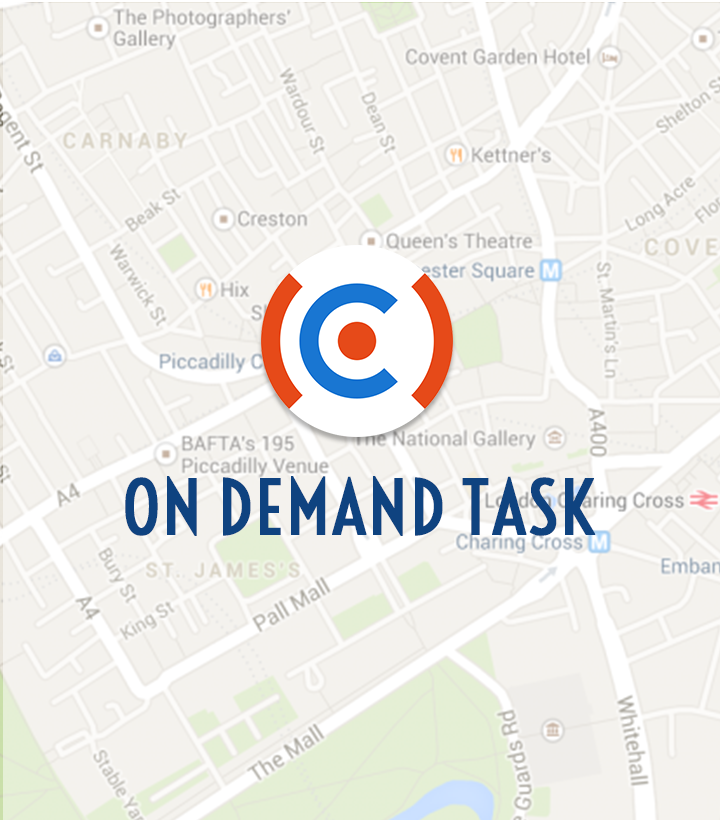 The Photographers'
Gallery
Covent Garden Hotel
Regent St
Wardour St
Dean St
Shelton S
CARNABY
Kettner's
Beak St
Long Acre
Creston
Queen's Theatre
COVE
ester Square M
Warwick St
Hix
St. Martin's Ln
Piccadilly C
A400
BAFTA's 195
Piccadilly Venue
The National Gallery
A4
ON DEMAND TASK
London Charing Cross
Charing Cross M
Bury St
ST. JAMES'S
Emban
A4
King St
Pall Mall
The Mall
Guards Rd
Whitehall
Stable Ya